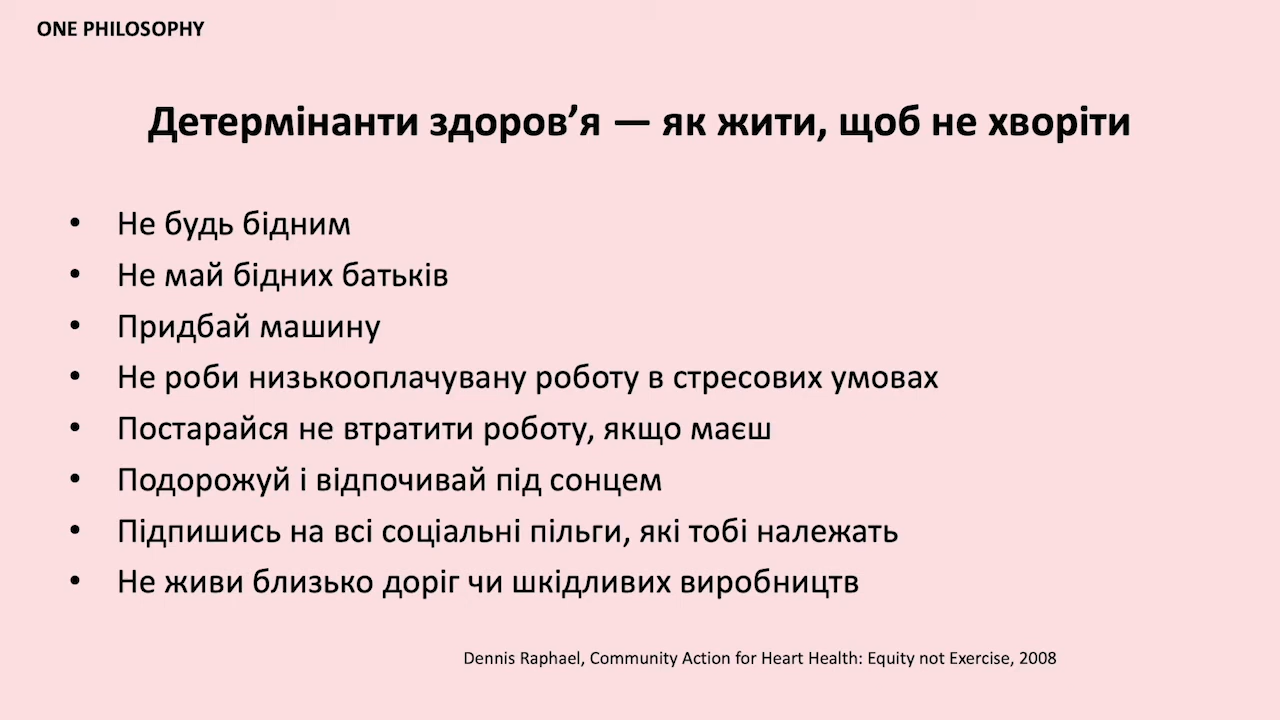 ONE PHILOSOPHY
Детермінанти здоров’я — як жити, щоб не хворіти
• Не будь бідним
• Не май бідних батьків
• Придбай машину
• Не роби низькооплачувану роботу в стресових умовах
• Постарайся не втратити роботу, якщо маєш
• Подорожуй і відпочивай під сонцем
• Підпишись на всі соціальні пільги, які тобі належать
• Не живи близько доріг чи шкідливих виробництв
Dennis Raphael, Community Action for Heart Health: Equity not Exercise, 2008